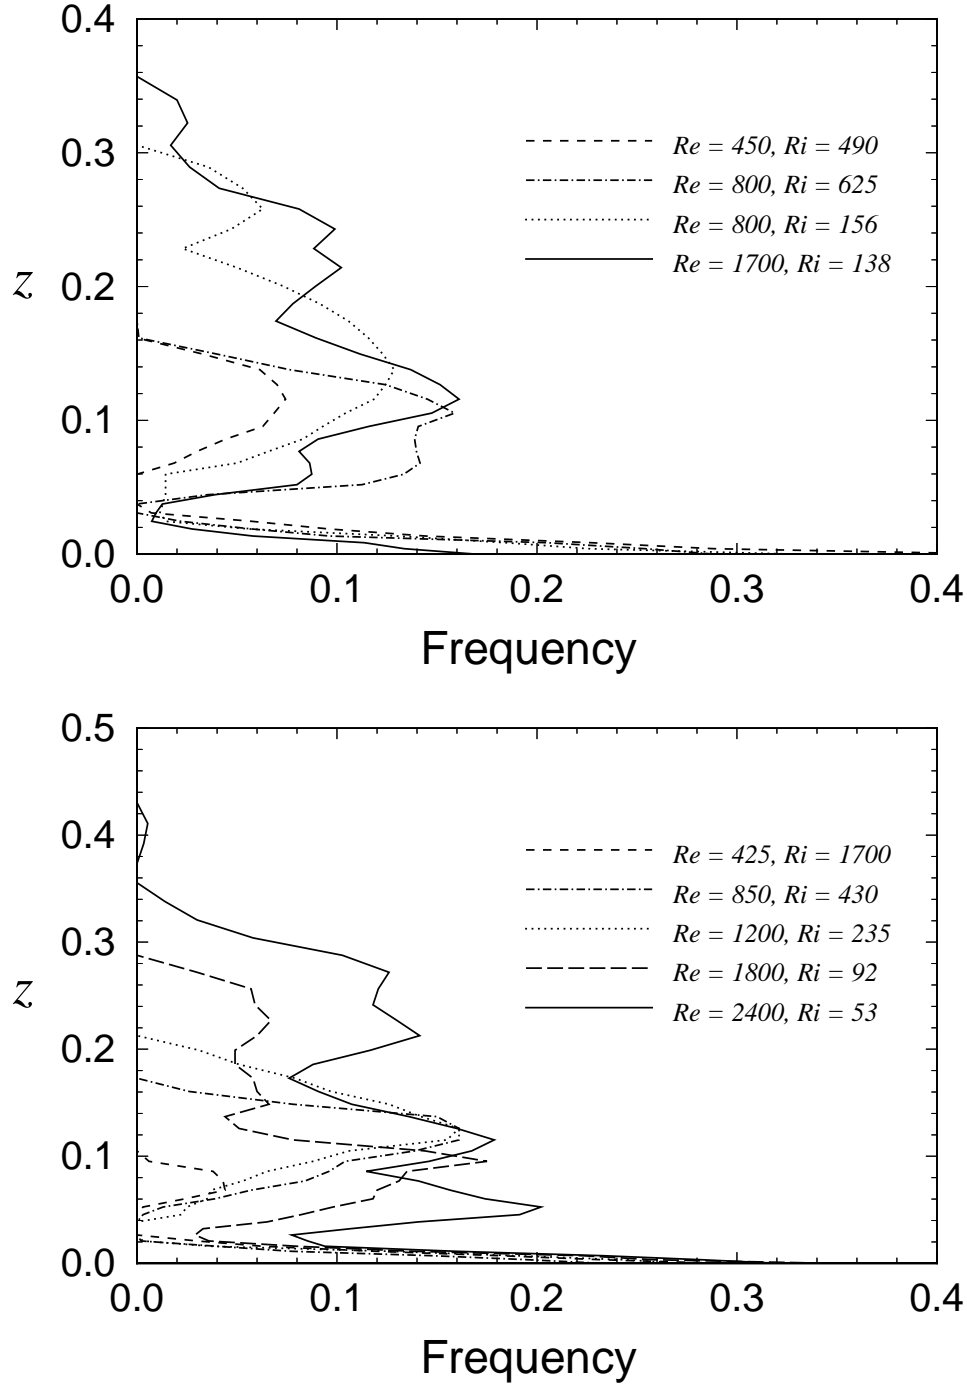 0.4
0.3
0.2
0.1
0.0
z
Re = 450, Ri = 490
Re = 800, Ri = 625
Re = 800, Ri = 156
Re = 1700, Ri = 138
0.0 0.1 0.2 0.3 0.4
Frequency
0.5
0.4
0.3
0.2
0.1
0.0
z
Re = 425, Ri = 1700
Re = 850, Ri = 430
Re = 1200, Ri = 235
Re = 1800, Ri = 92
Re = 2400, Ri = 53
0.0 0.1 0.2 0.3 0.4
Frequency